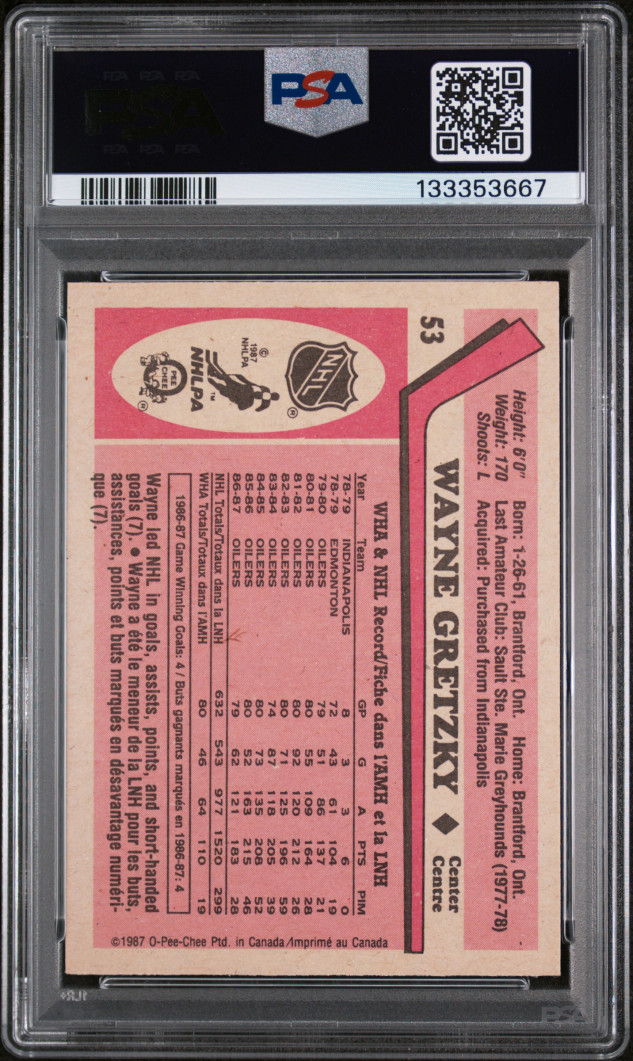 PSA
133353667
53
Height: 6'0" Born: 1-26-61, Brantford, Ont. Home: Brantford, Ont.
Weight: 170 Last Amateur Club: Sault Ste. Marie Greyhounds (1977-78)
Shoots: L Acquired: Purchased from Indianapolis
WAYNE GRETZKY ◆ Center
Centre
NHL
®
© 1987 NHLPA
NHLPA
™
O PEE CHEE
®
WHA & NHL Record/Fiche dans l'AMH et la LNH
Year Team GP G A PTS PIM
78-79 INDIANAPOLIS 8 3 3 6 0
78-79 EDMONTON 72 43 61 104 19
79-80 OILERS 79 51 86 137 21
80-81 OILERS 80 55 109 164 28
81-82 OILERS 80 92 120 212 26
82-83 OILERS 80 71 125 196 59
83-84 OILERS 74 87 118 205 39
84-85 OILERS 80 73 135 208 52
85-86 OILERS 80 52 163 215 46
86-87 OILERS 79 62 121 183 28
NHL Totals/Totaux dans la LNH 632 543 977 1520 299
WHA Totals/Totaux dans l'AMH 80 46 64 110 19
1986-87 Game Winning Goals: 4 / Buts gagnants marqués en 1986-87: 4
Wayne led NHL in goals, assists, points, and short-handed
goals (7). ● Wayne a été le meneur de la LNH pour les buts,
assistances, points et buts marqués en désavantage numéri-
que (7).
©1987 O-Pee-Chee Ptd. in Canada/Imprimé au Canada
PSA